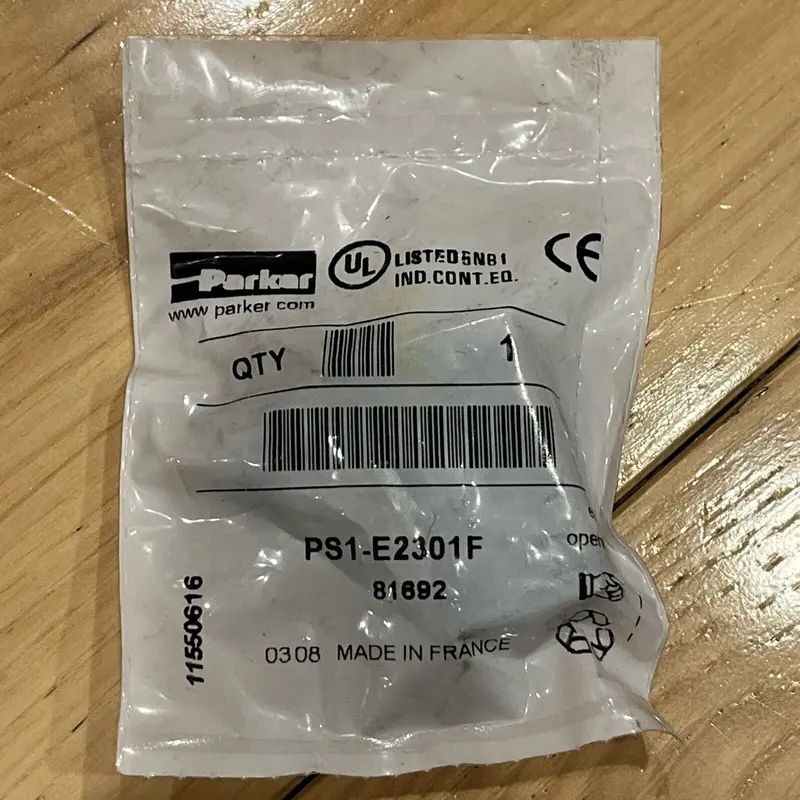 Parker
www parker com
UL
LISTED 5NB1
IND.CONT.EQ.
CE
QTY 1
open
PS1-E2301F
81692
11550616
0308 MADE IN FRANCE